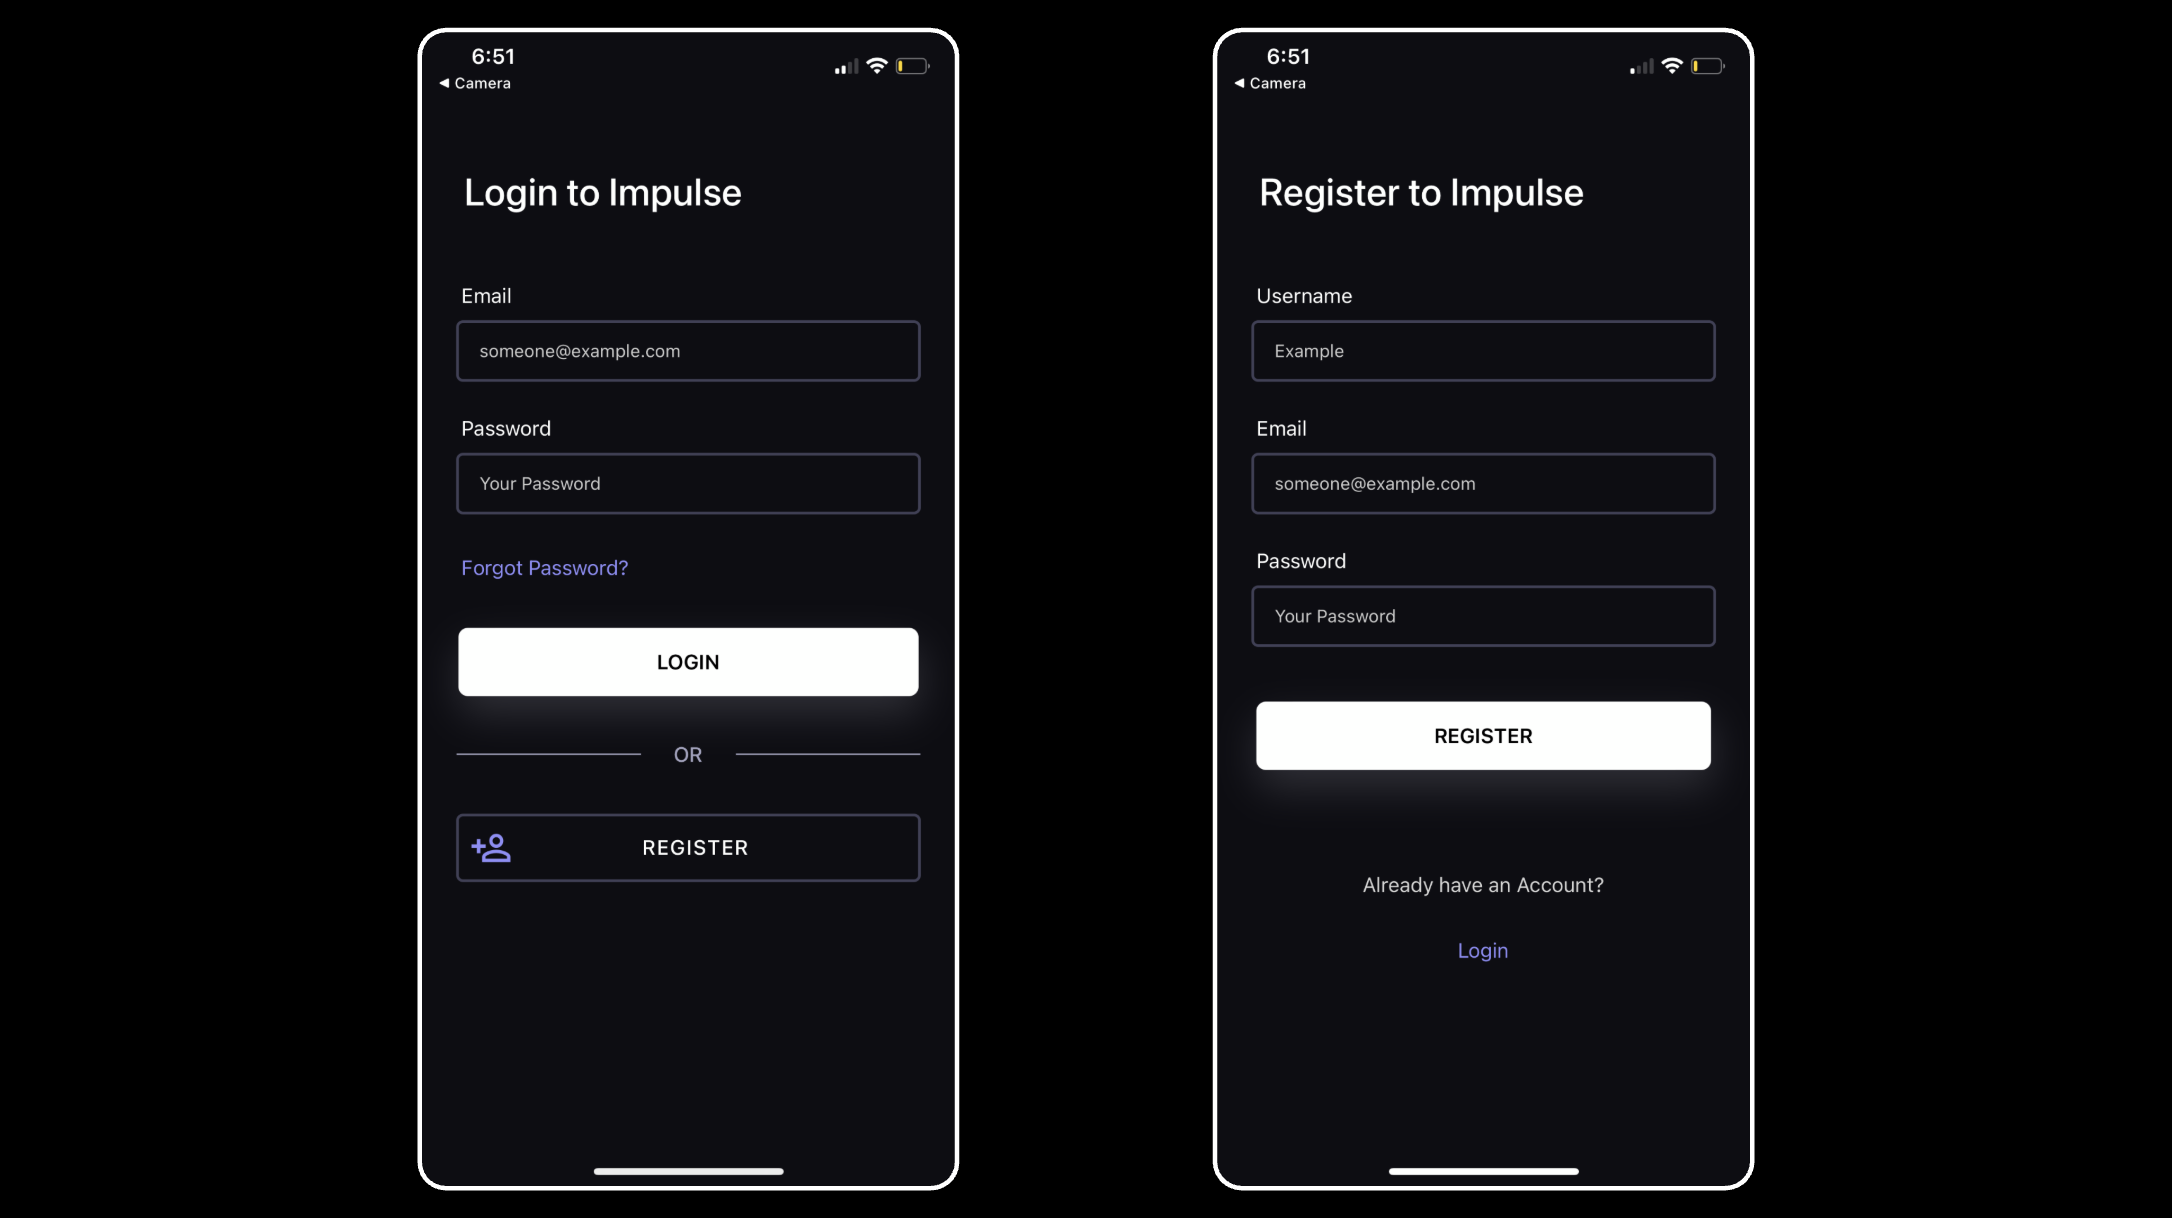 6:51
◀ Camera
Login to Impulse
Email
someone@example.com
Password
Your Password
Forgot Password?
LOGIN
OR
REGISTER
6:51
◀ Camera
Register to Impulse
Username
Example
Email
someone@example.com
Password
Your Password
REGISTER
Already have an Account?
Login